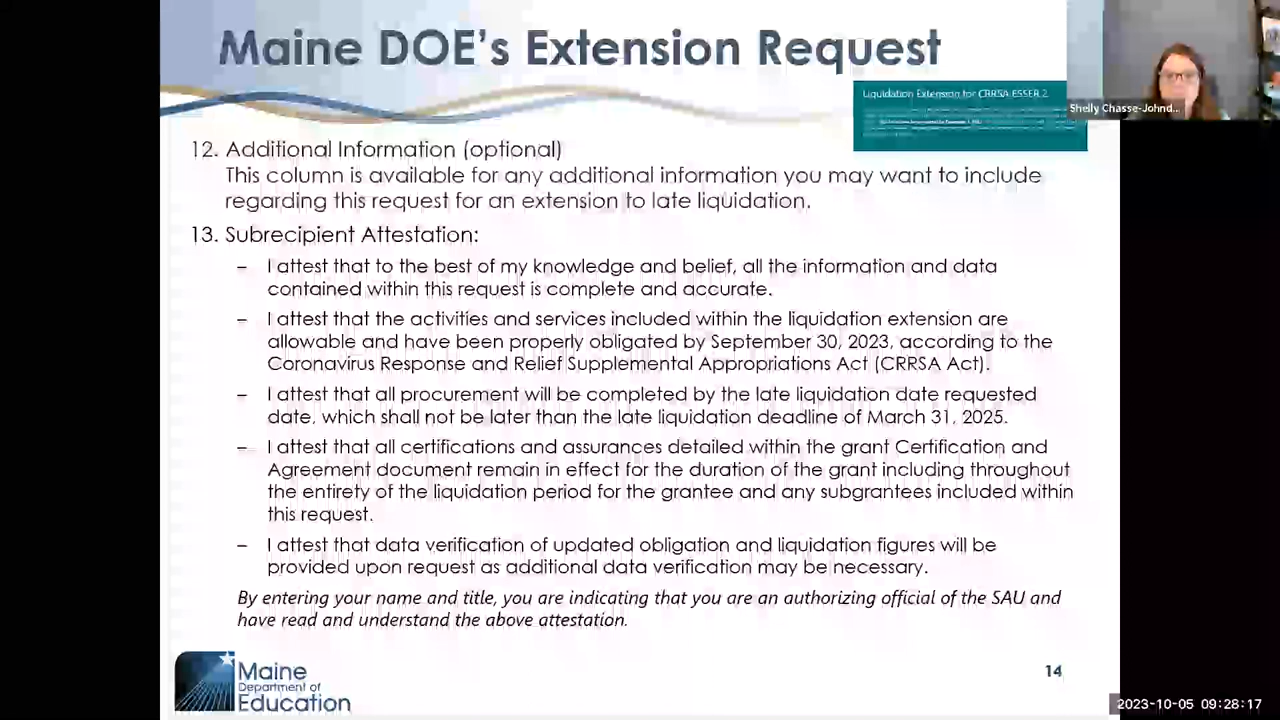 Maine DOE's Extension Request
Liquidation Extension for CRRSA ESSER 2
Shelly Chasse-Johnd...
12. Additional Information (optional)
This column is available for any additional information you may want to include
regarding this request for an extension to late liquidation.
13. Subrecipient Attestation:
– I attest that to the best of my knowledge and belief, all the information and data
contained within this request is complete and accurate.
– I attest that the activities and services included within the liquidation extension are
allowable and have been properly obligated by September 30, 2023, according to the
Coronavirus Response and Relief Supplemental Appropriations Act (CRRSA Act).
– I attest that all procurement will be completed by the late liquidation date requested
date, which shall not be later than the late liquidation deadline of March 31, 2025.
– I attest that all certifications and assurances detailed within the grant Certification and
Agreement document remain in effect for the duration of the grant including throughout
the entirety of the liquidation period for the grantee and any subgrantees included within
this request.
– I attest that data verification of updated obligation and liquidation figures will be
provided upon request as additional data verification may be necessary.
By entering your name and title, you are indicating that you are an authorizing official of the SAU and
have read and understand the above attestation.
Maine
Department of
Education
14
2023-10-05 09:28:17